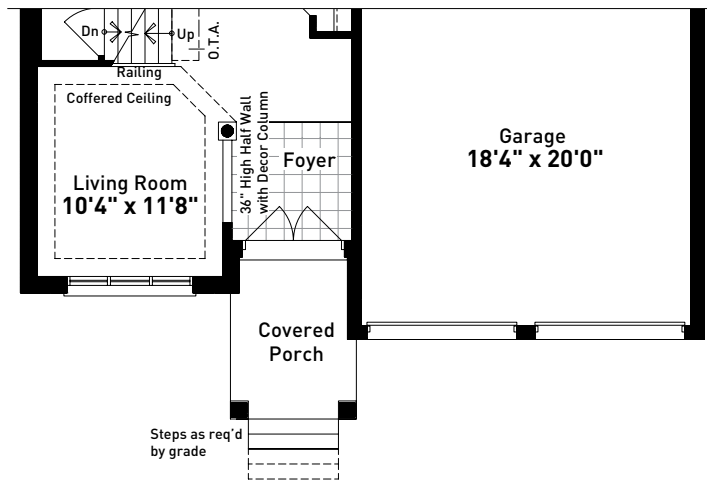 Dn
Up
O.T.A.
Railing
Coffered Ceiling
36" High Half Wall
with Decor Column
Foyer
Living Room
10'4" x 11'8"
Garage
18'4" x 20'0"
Covered
Porch
Steps as req'd
by grade